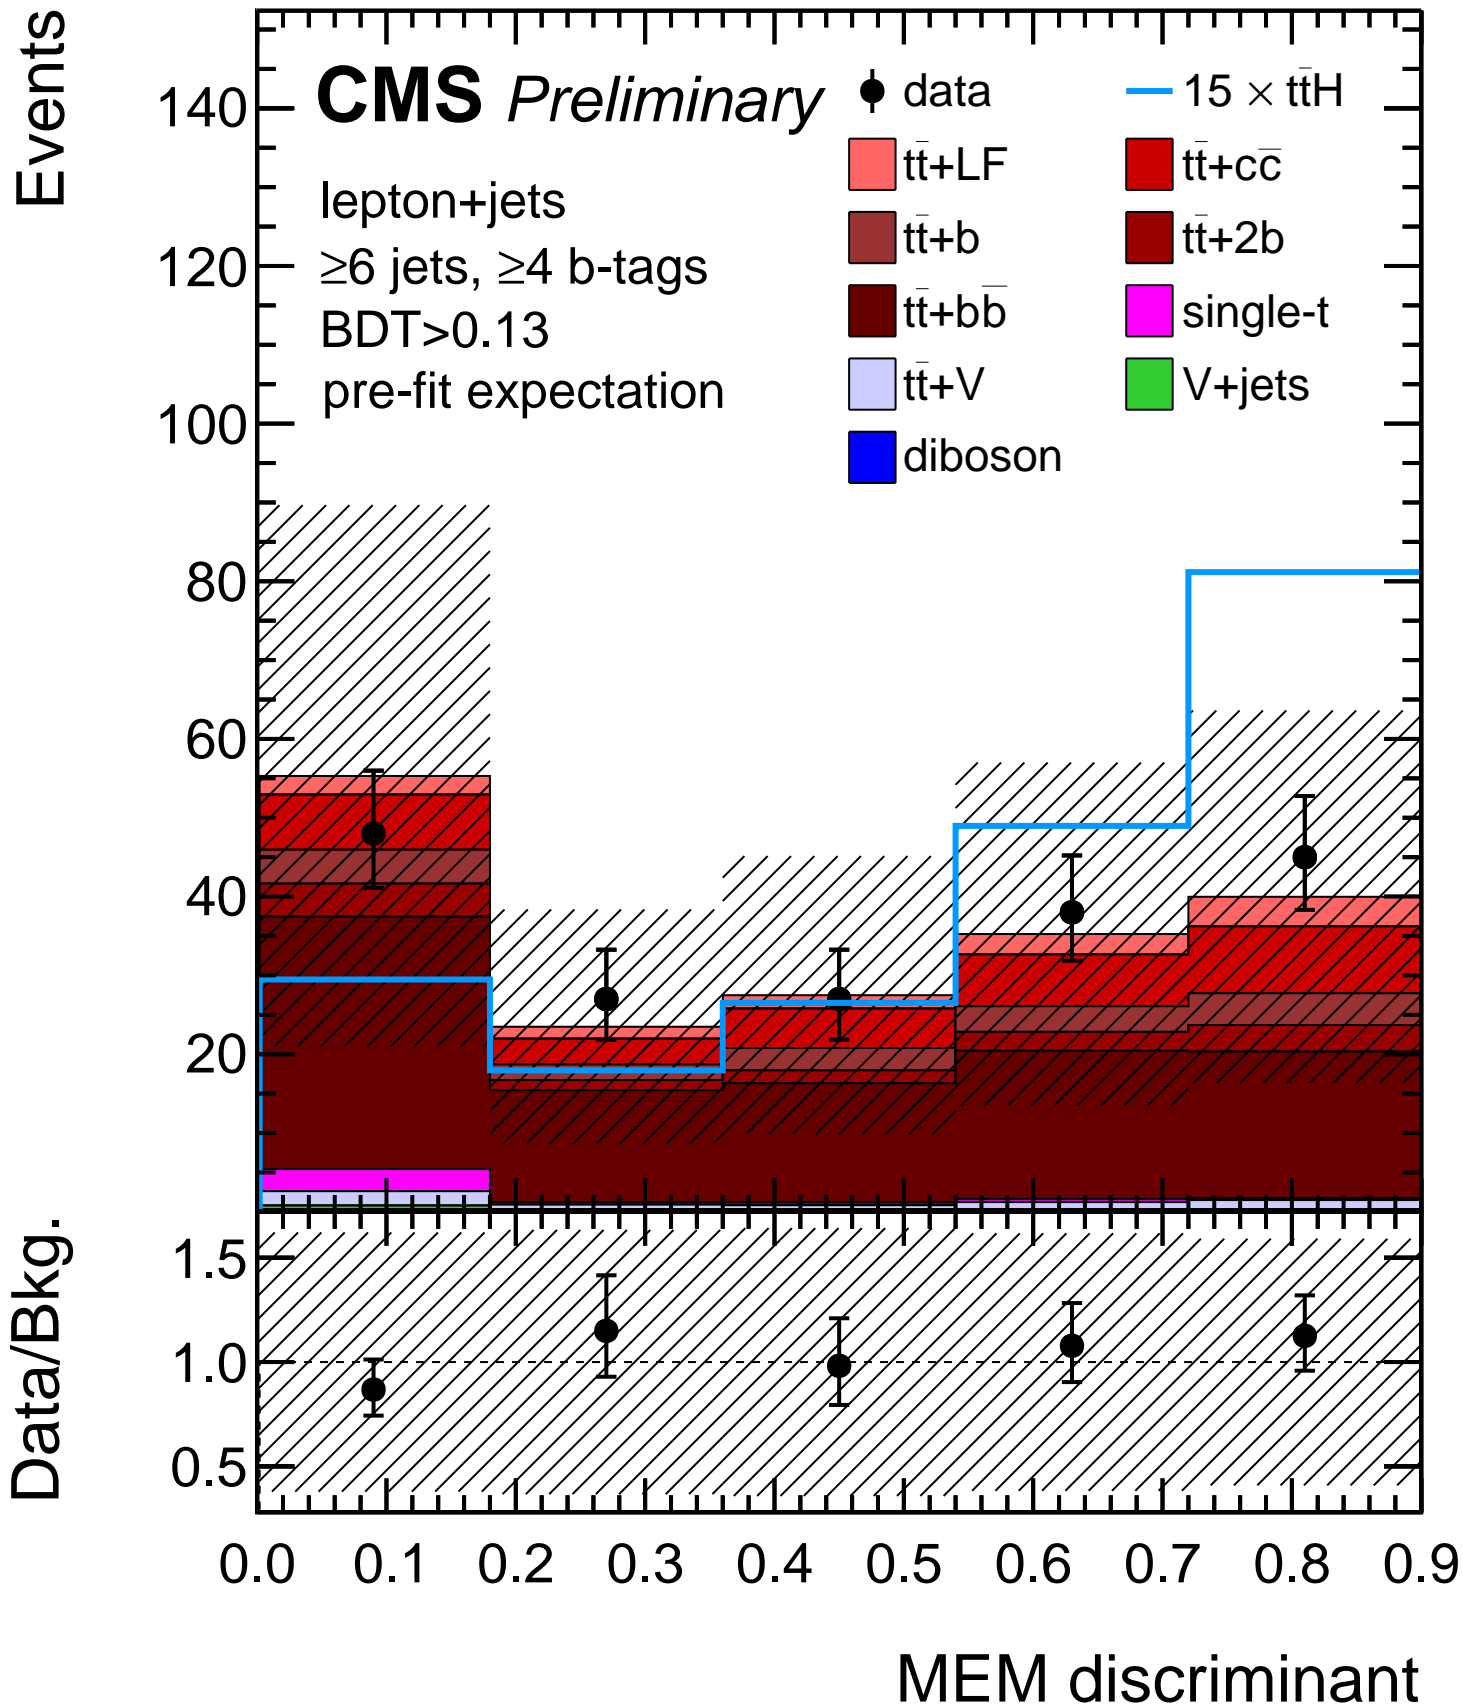 Events
140
120
100
80
60
40
20
CMS Preliminary
lepton+jets
≥6 jets, ≥4 b-tags
BDT>0.13
pre-fit expectation
data
15 × tt̄H
tt̄+LF
tt̄+cc̄
tt̄+b
tt̄+2b
tt̄+bb̄
single-t
tt̄+V
V+jets
diboson
Data/Bkg.
1.5
1.0
0.5
0.0 0.1 0.2 0.3 0.4 0.5 0.6 0.7 0.8 0.9
MEM discriminant